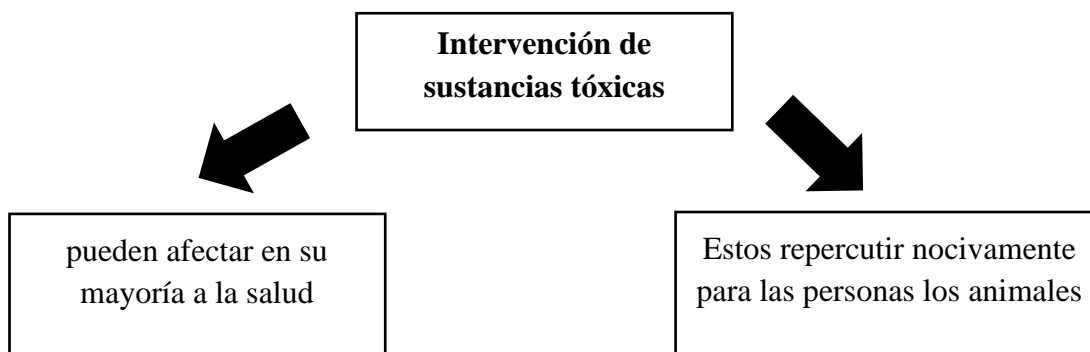 Intervención de
sustancias tóxicas
pueden afectar en su
mayoría a la salud
Estos repercutir nocivamente
para las personas los animales